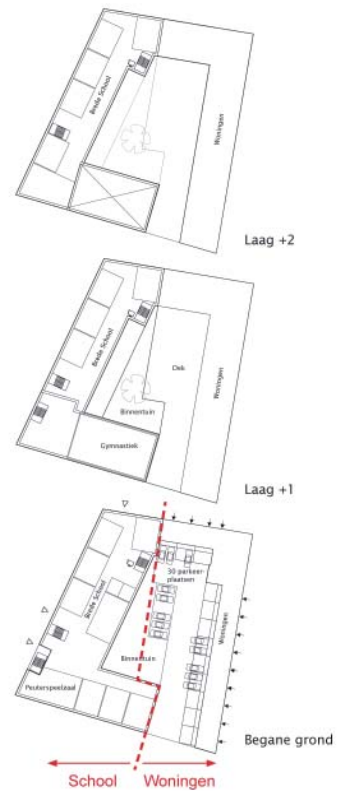 Brede School
Woningen
Laag +2
Brede School
Dek
Woningen
Binnentuin
Gymnastiek
Laag +1
30 parkeer-
plaatsen
Brede School
Woningen
Binnentuin
Peuterspeelzaal
Begane grond
School
Woningen